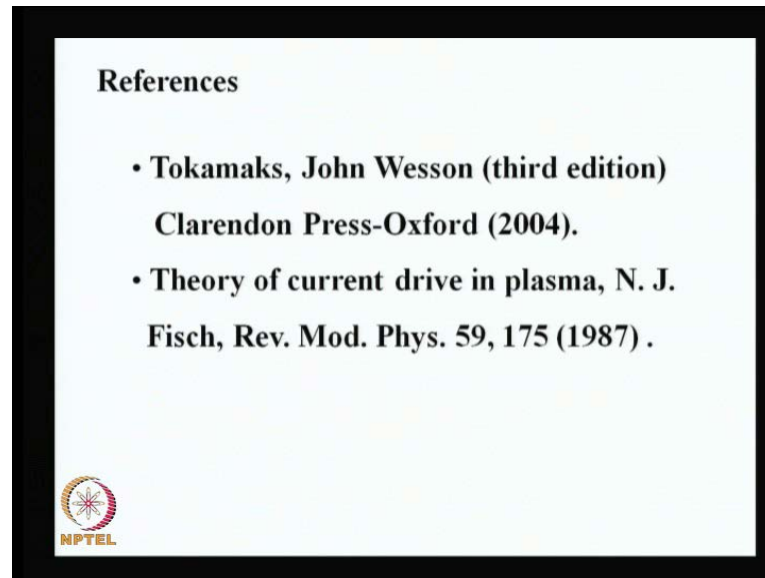 References
• Tokamaks, John Wesson (third edition)
Clarendon Press-Oxford (2004).
• Theory of current drive in plasma, N. J.
Fisch, Rev. Mod. Phys. 59, 175 (1987) .
NPTEL